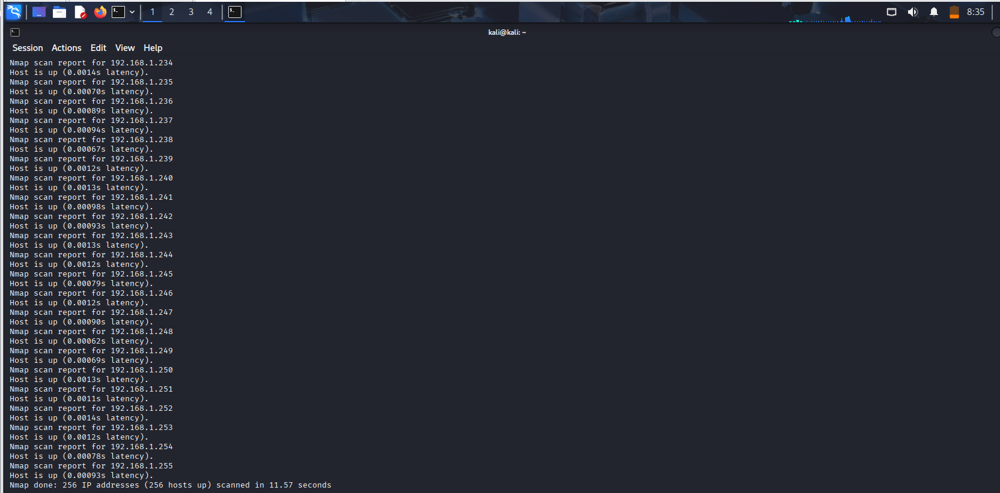 1 2 3 4 8:35
kali@kali: ~
Session Actions Edit View Help
Nmap scan report for 192.168.1.234
Host is up (0.0014s latency).
Nmap scan report for 192.168.1.235
Host is up (0.00070s latency).
Nmap scan report for 192.168.1.236
Host is up (0.00089s latency).
Nmap scan report for 192.168.1.237
Host is up (0.00094s latency).
Nmap scan report for 192.168.1.238
Host is up (0.00067s latency).
Nmap scan report for 192.168.1.239
Host is up (0.0012s latency).
Nmap scan report for 192.168.1.240
Host is up (0.0013s latency).
Nmap scan report for 192.168.1.241
Host is up (0.00098s latency).
Nmap scan report for 192.168.1.242
Host is up (0.00093s latency).
Nmap scan report for 192.168.1.243
Host is up (0.0013s latency).
Nmap scan report for 192.168.1.244
Host is up (0.0012s latency).
Nmap scan report for 192.168.1.245
Host is up (0.00079s latency).
Nmap scan report for 192.168.1.246
Host is up (0.0012s latency).
Nmap scan report for 192.168.1.247
Host is up (0.00090s latency).
Nmap scan report for 192.168.1.248
Host is up (0.00062s latency).
Nmap scan report for 192.168.1.249
Host is up (0.00069s latency).
Nmap scan report for 192.168.1.250
Host is up (0.0013s latency).
Nmap scan report for 192.168.1.251
Host is up (0.0011s latency).
Nmap scan report for 192.168.1.252
Host is up (0.0014s latency).
Nmap scan report for 192.168.1.253
Host is up (0.0012s latency).
Nmap scan report for 192.168.1.254
Host is up (0.00078s latency).
Nmap scan report for 192.168.1.255
Host is up (0.00093s latency).
Nmap done: 256 IP addresses (256 hosts up) scanned in 11.57 seconds